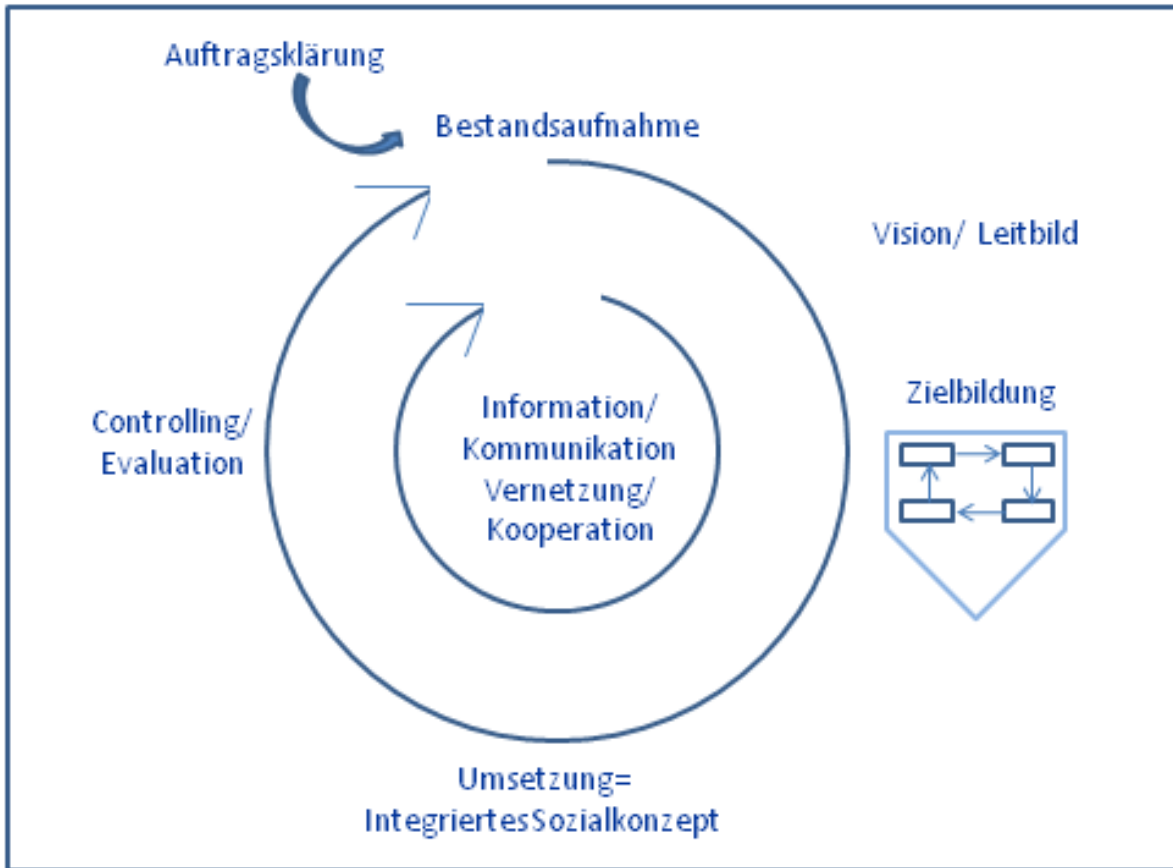 Auftragsklärung
Bestandsaufnahme
Vision/ Leitbild
Zielbildung
Controlling/
Evaluation
Information/
Kommunikation
Vernetzung/
Kooperation
Umsetzung=
IntegriertesSozialkonzept